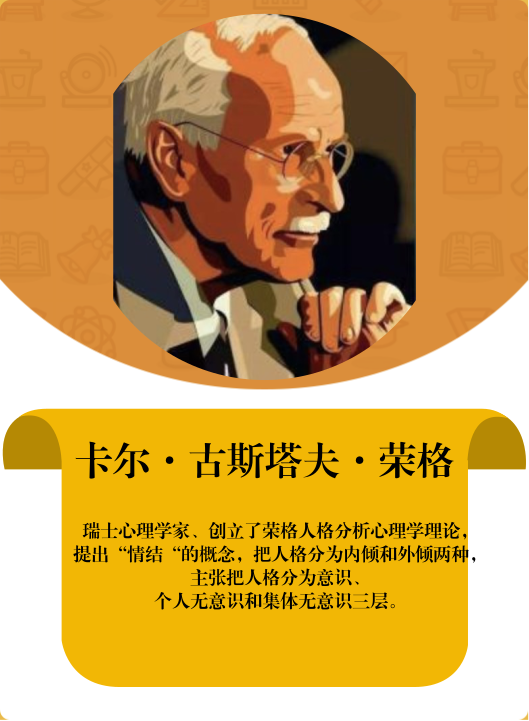 卡尔·古斯塔夫·荣格
瑞士心理学家、创立了荣格人格分析心理学理论，
提出“情结“的概念，把人格分为内倾和外倾两种，
主张把人格分为意识、
个人无意识和集体无意识三层。